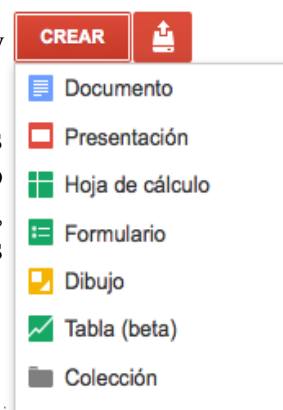 CREAR
Documento
Presentación
Hoja de cálculo
Formulario
Dibujo
Tabla (beta)
Colección